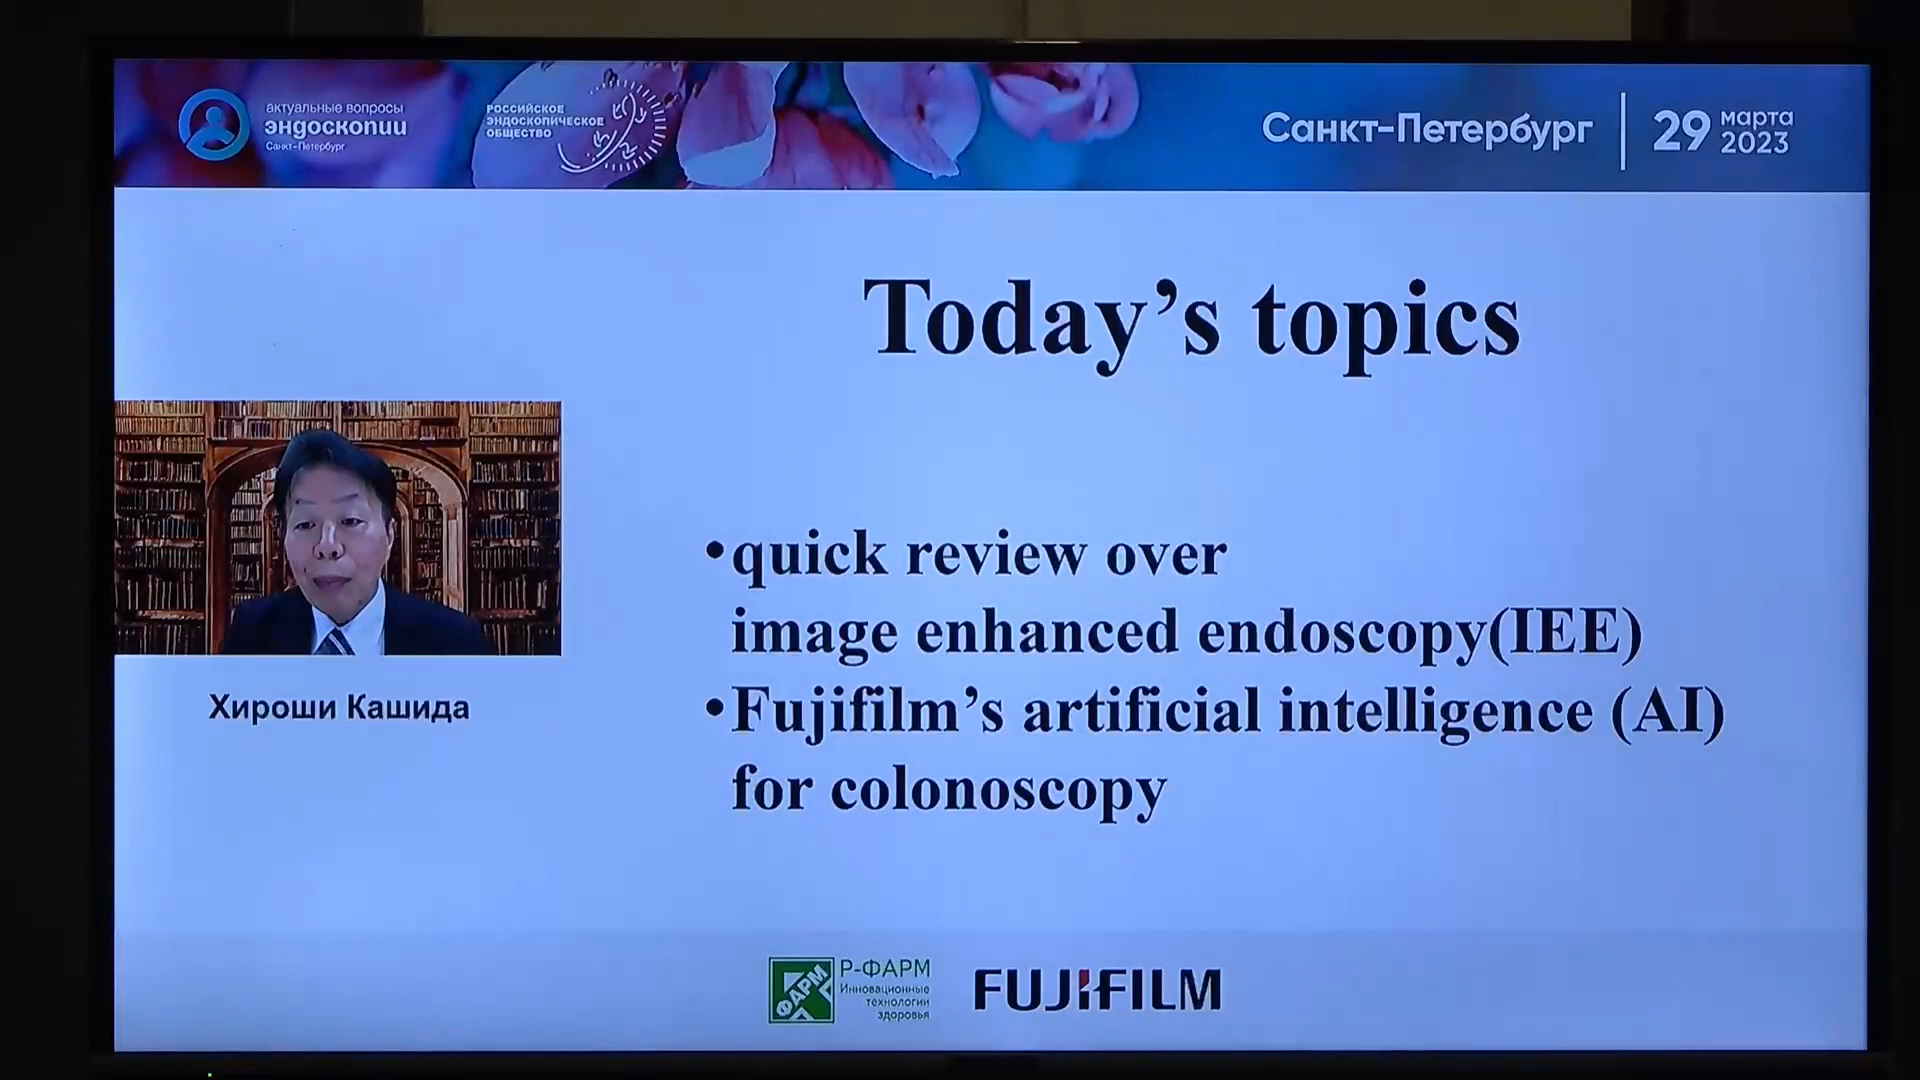 актуальные вопросы
эндоскопии
Санкт-Петербург
РОССИЙСКОЕ
ЭНДОСКОПИЧЕСКОЕ
ОБЩЕСТВО
Санкт-Петербург
29 марта
2023
Today’s topics
•quick review over
image enhanced endoscopy(IEE)
•Fujifilm’s artificial intelligence (AI)
for colonoscopy
Хироши Кашида
ФАРМ
Р-ФАРМ
Инновационные
технологии
здоровья
FUJIFILM